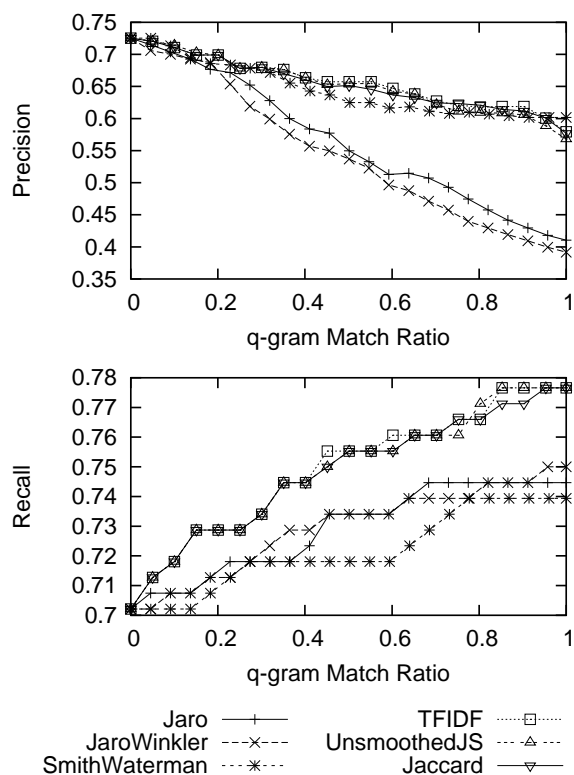 0.75
0.7
0.65
0.6
0.55
0.5
0.45
0.4
0.35
Precision
0 0.2 0.4 0.6 0.8 1
q-gram Match Ratio
0.78
0.77
0.76
0.75
0.74
0.73
0.72
0.71
0.7
Recall
0 0.2 0.4 0.6 0.8 1
q-gram Match Ratio
Jaro TFIDF
JaroWinkler UnsmoothedJS
SmithWaterman Jaccard